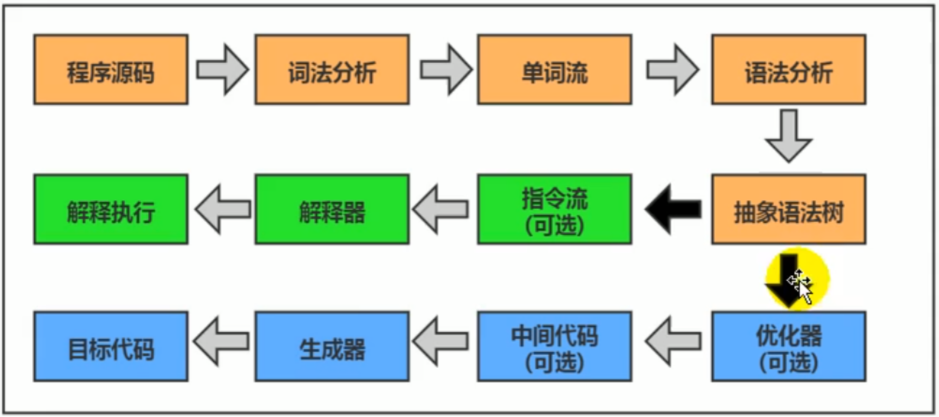 程序源码
词法分析
单词流
语法分析
解释执行
解释器
指令流
(可选)
抽象语法树
目标代码
生成器
中间代码
(可选)
优化器
(可选)